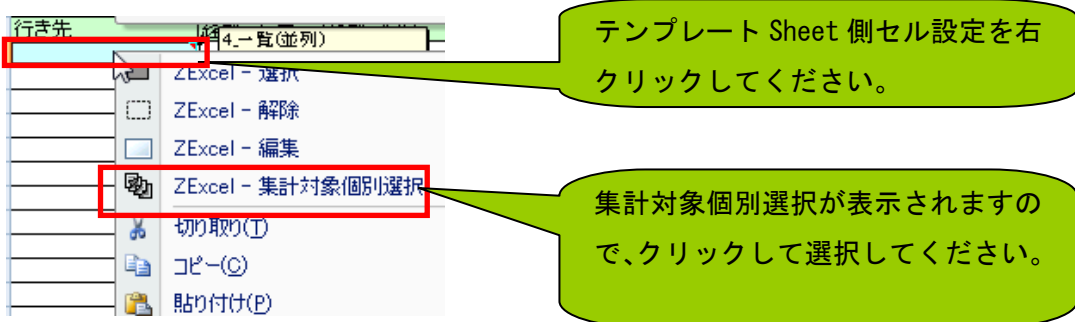 行き先
4_一覧(並列)
ZExcel - 選択
ZExcel - 解除
ZExcel - 編集
ZExcel - 集計対象個別選択
切り取り(T)
コピー(C)
貼り付け(P)
テンプレート Sheet 側セル設定を右
クリックしてください。
集計対象個別選択が表示されますの
で、クリックして選択してください。